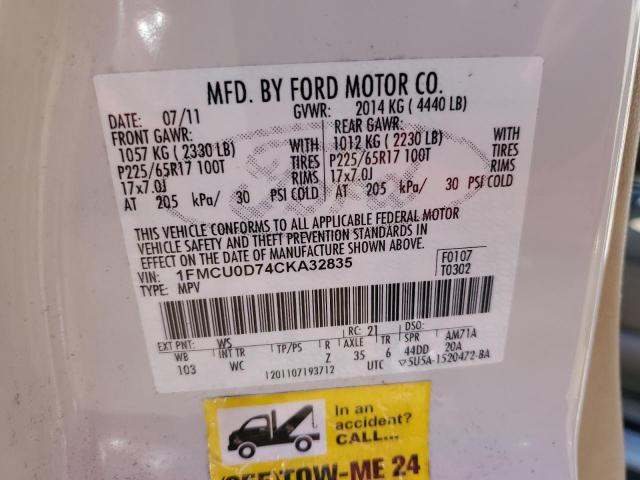 MFD. BY FORD MOTOR CO.
DATE: 07/11 GVWR: 2014 KG ( 4440 LB)
FRONT GAWR: REAR GAWR:
1057 KG ( 2330 LB) WITH 1012 KG ( 2230 LB) WITH
P225/65R17 100T TIRES P225/65R17 100T TIRES
17x7.0J RIMS 17x7.0J RIMS
AT 205 kPa/ 30 PSI COLD AT 205 kPa/ 30 PSI COLD
Ford
THIS VEHICLE CONFORMS TO ALL APPLICABLE FEDERAL MOTOR
VEHICLE SAFETY AND THEFT PREVENTION STANDARDS IN
EFFECT ON THE DATE OF MANUFACTURE SHOWN ABOVE.
VIN: 1FMCU0D74CKA32835 F0107
TYPE: MPV T0302
EXT PNT: WS RC: 21 DSO:
WB INT TR TP/PS R AXLE TR SPR AM71A
103 WC Z 35 6 44DD 20A
1201107193712 UTC 5U5A-1520472-BA
In an
accident?
CALL...
TOW-ME 24